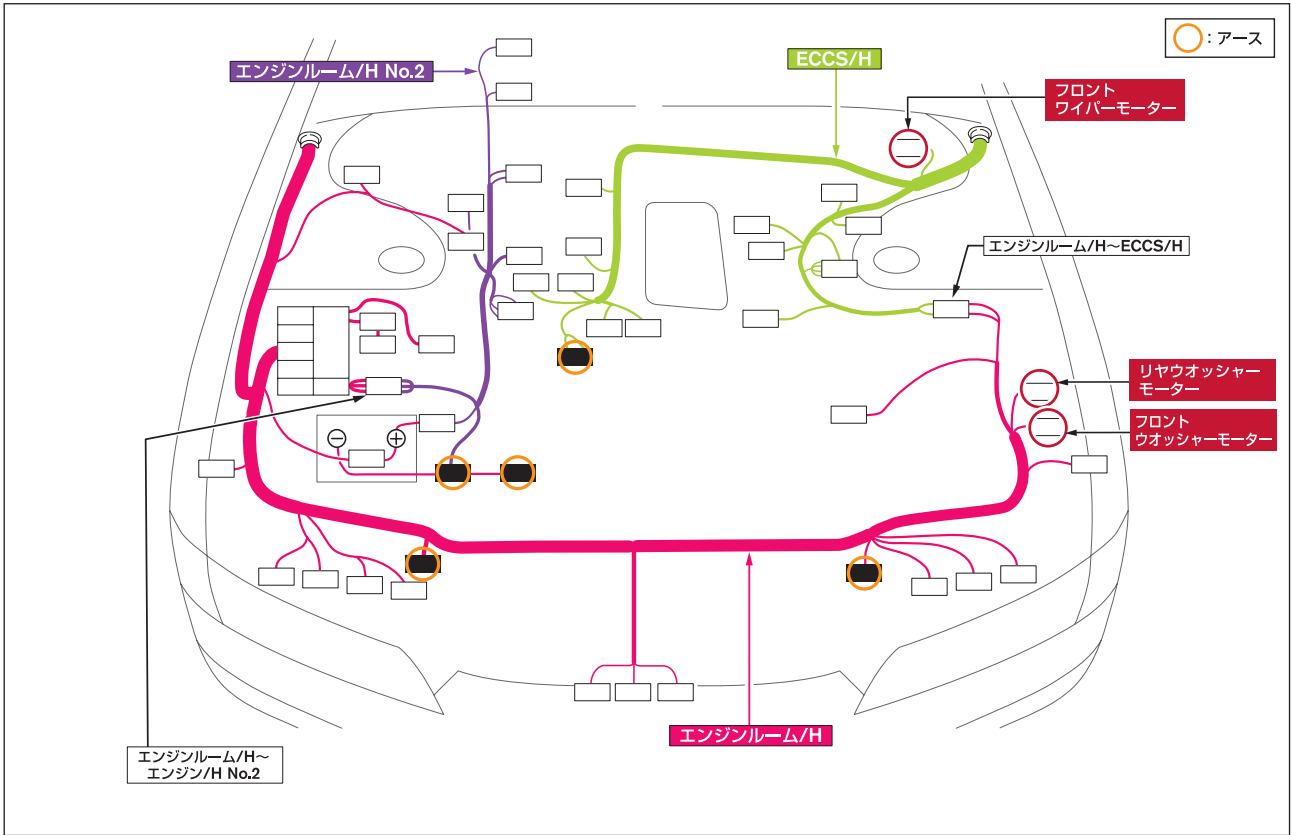 : アース
エンジンルーム/H No.2
ECCS/H
フロント
ワイパーモーター
エンジンルーム/H～ECCS/H
リヤウオッシャー
モーター
フロント
ウオッシャーモーター
エンジンルーム/H
エンジンルーム/H～
エンジン/H No.2